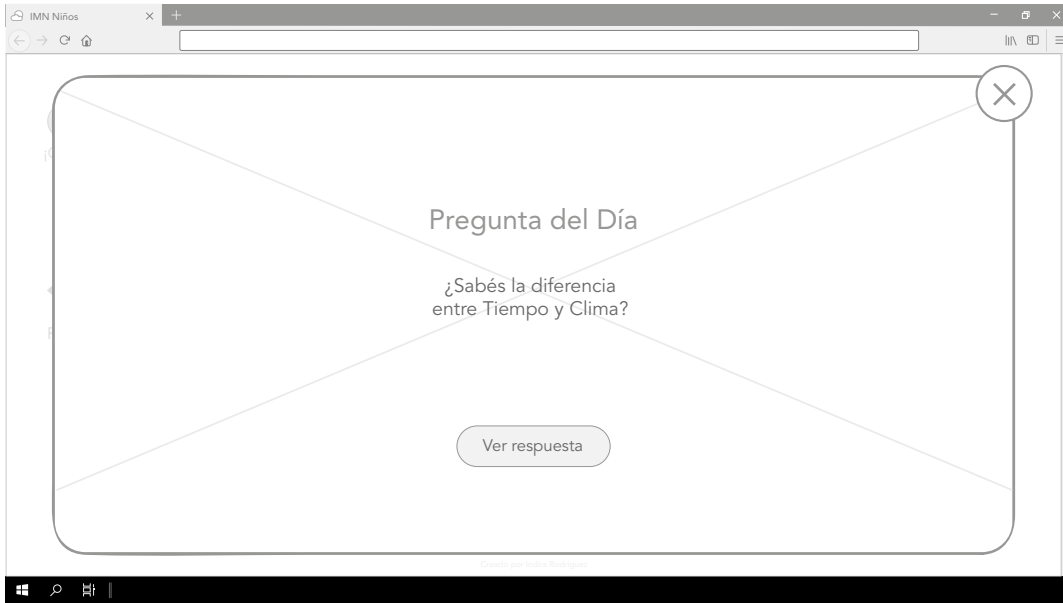 IMN Niños
Pregunta del Día
¿Sabés la diferencia
entre Tiempo y Clima?
Ver respuesta